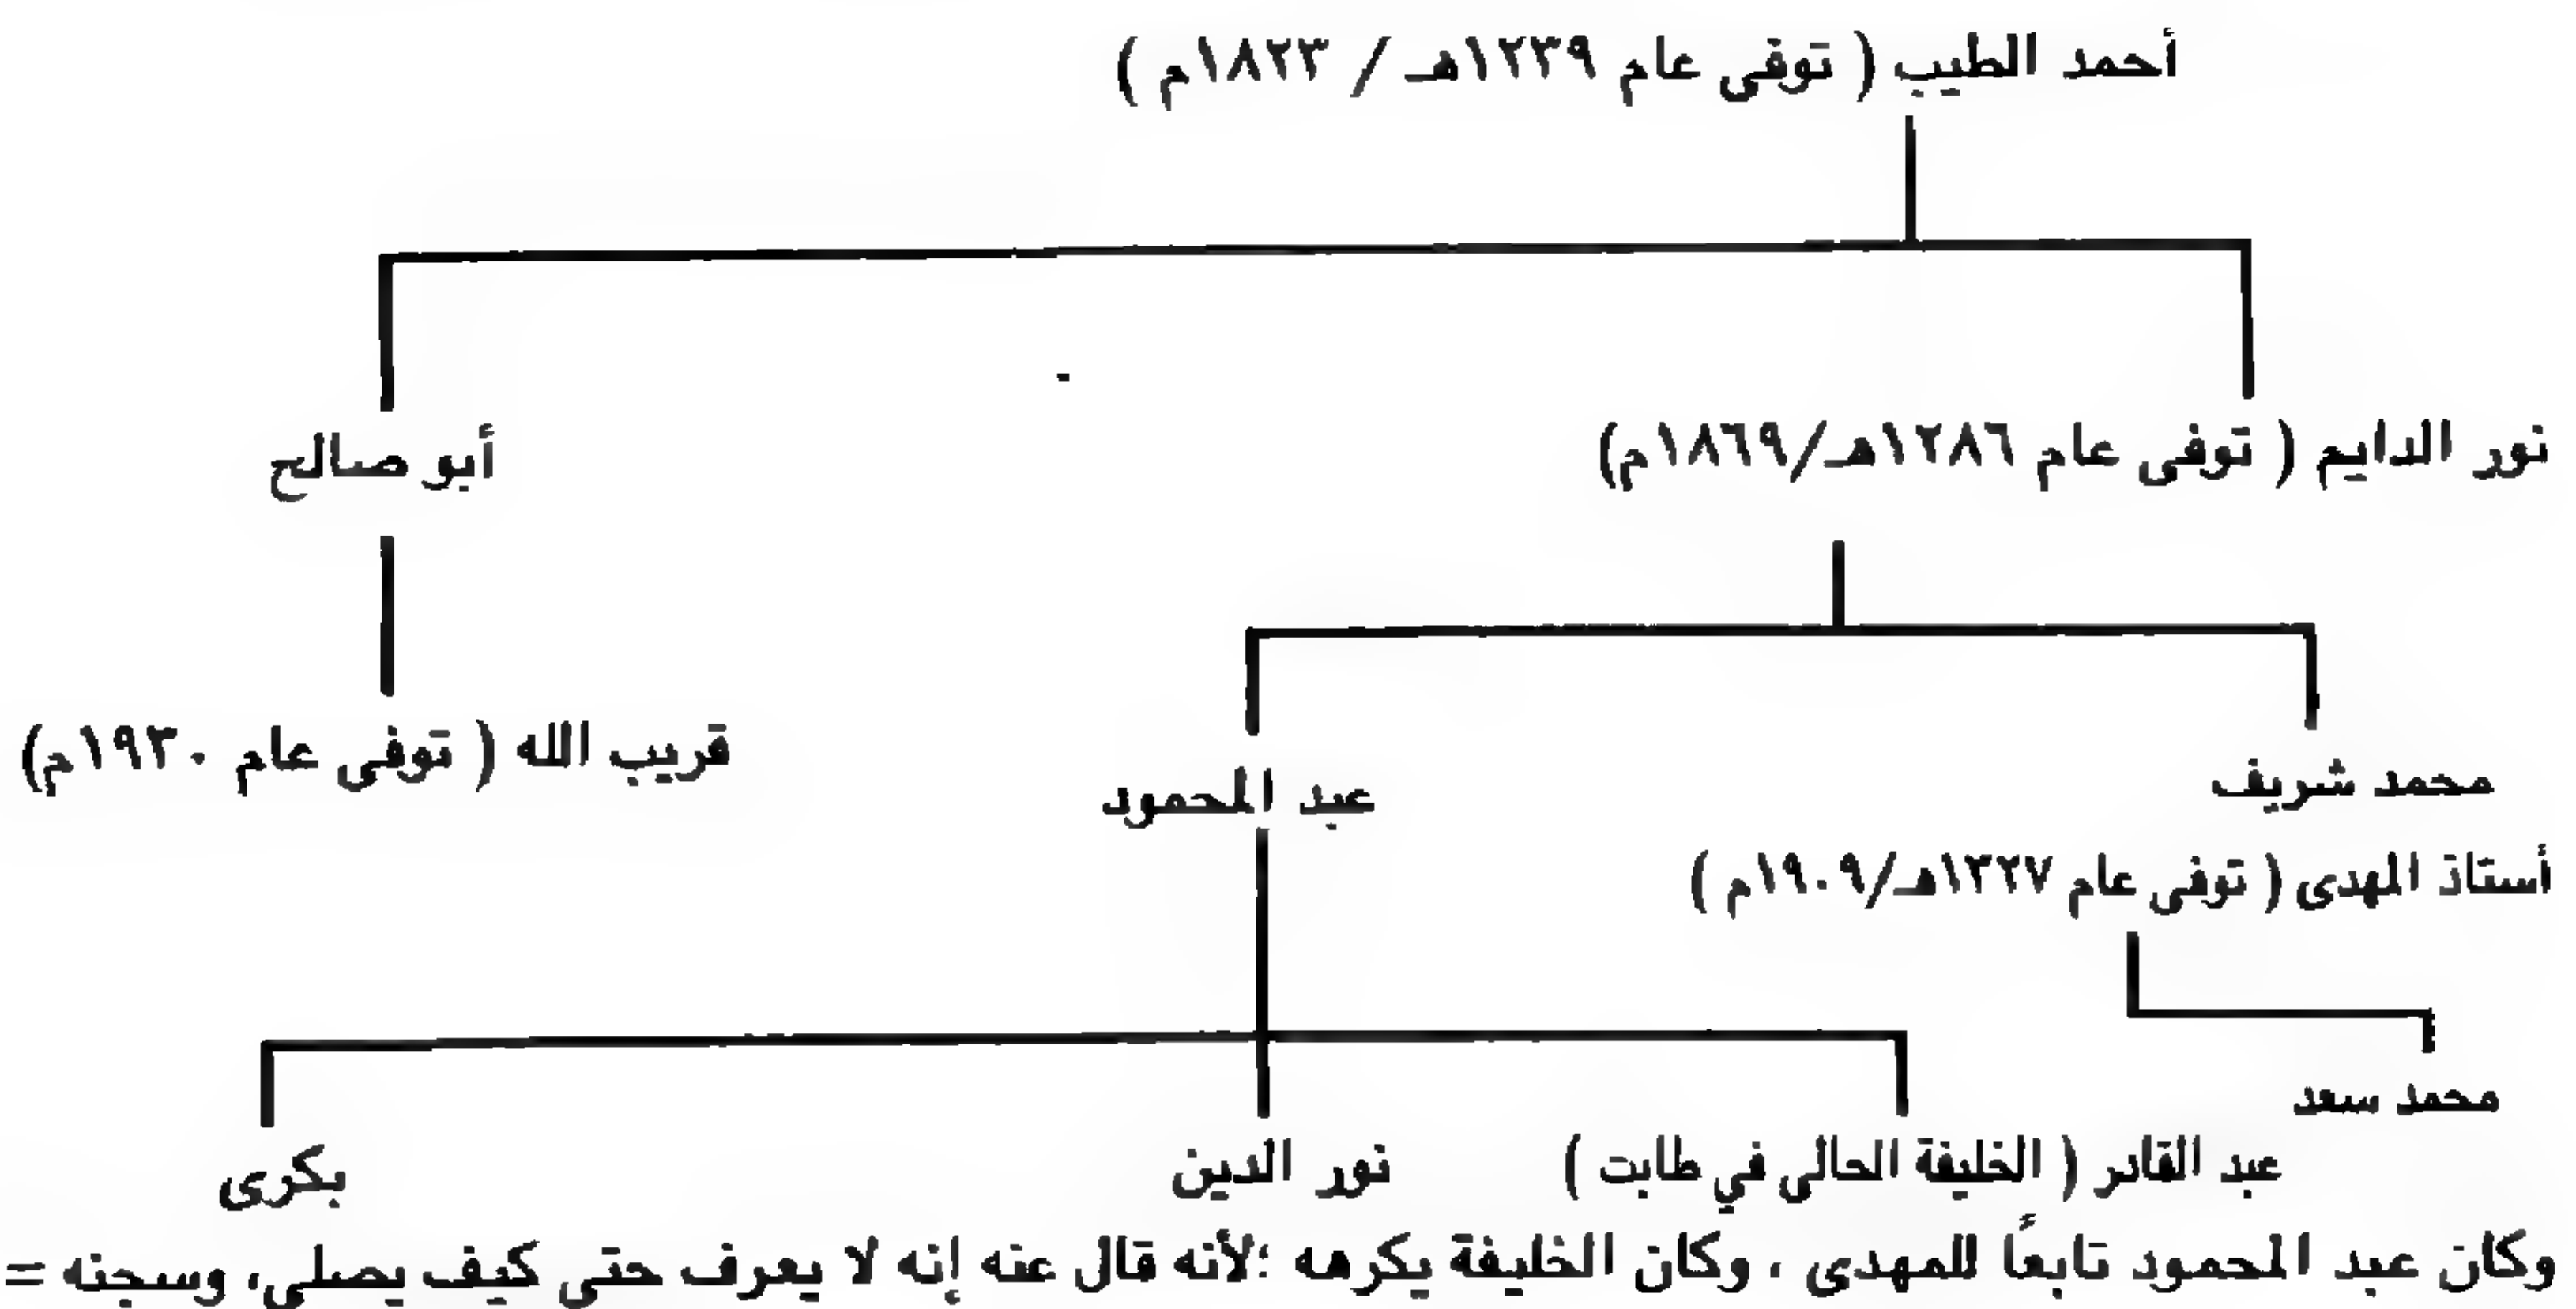 أحمد الطيب ( توفى عام ١٢٣٩هـ / ١٨٢٣م )
نور الدايم ( توفى عام ١٢٨٦هـ/١٨٦٩م)
أبو صالح
محمد شريف
أستاذ المهدى ( توفى عام ١٣٢٧هـ/١٩٠٩م )
عبد المحمود
قريب الله ( توفى عام ١٩٣٠م)
محمد سعد
عبد القادر ( الخليفة الحالى في طابت )
نور الدين
بكرى
وكان عبد المحمود تابعًا للمهدى ، وكان الخليفة يكرهه ؛لأنه قال عنه إنه لا يعرف حتى كيف يصلى، وسجنه =